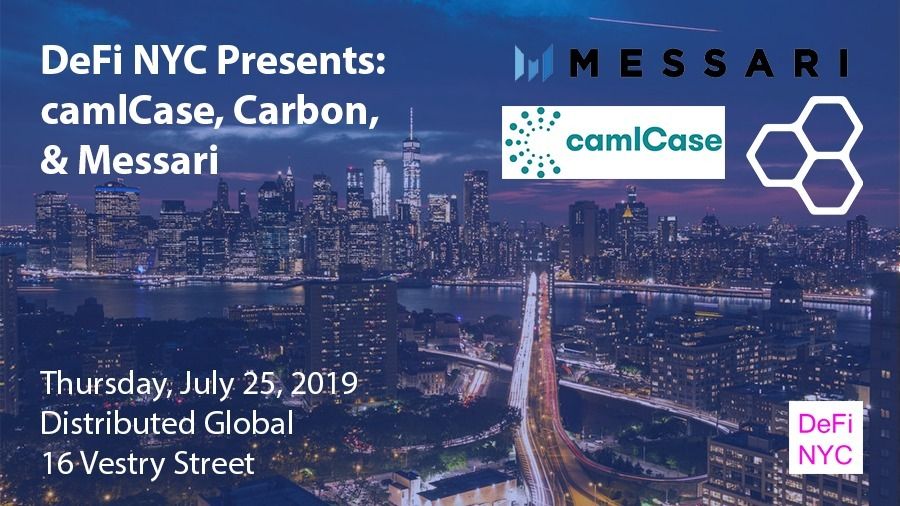 DeFi NYC Presents:
camlCase, Carbon,
& Messari
MESSARI
camlCase
Thursday, July 25, 2019
Distributed Global
16 Vestry Street
DeFi
NYC